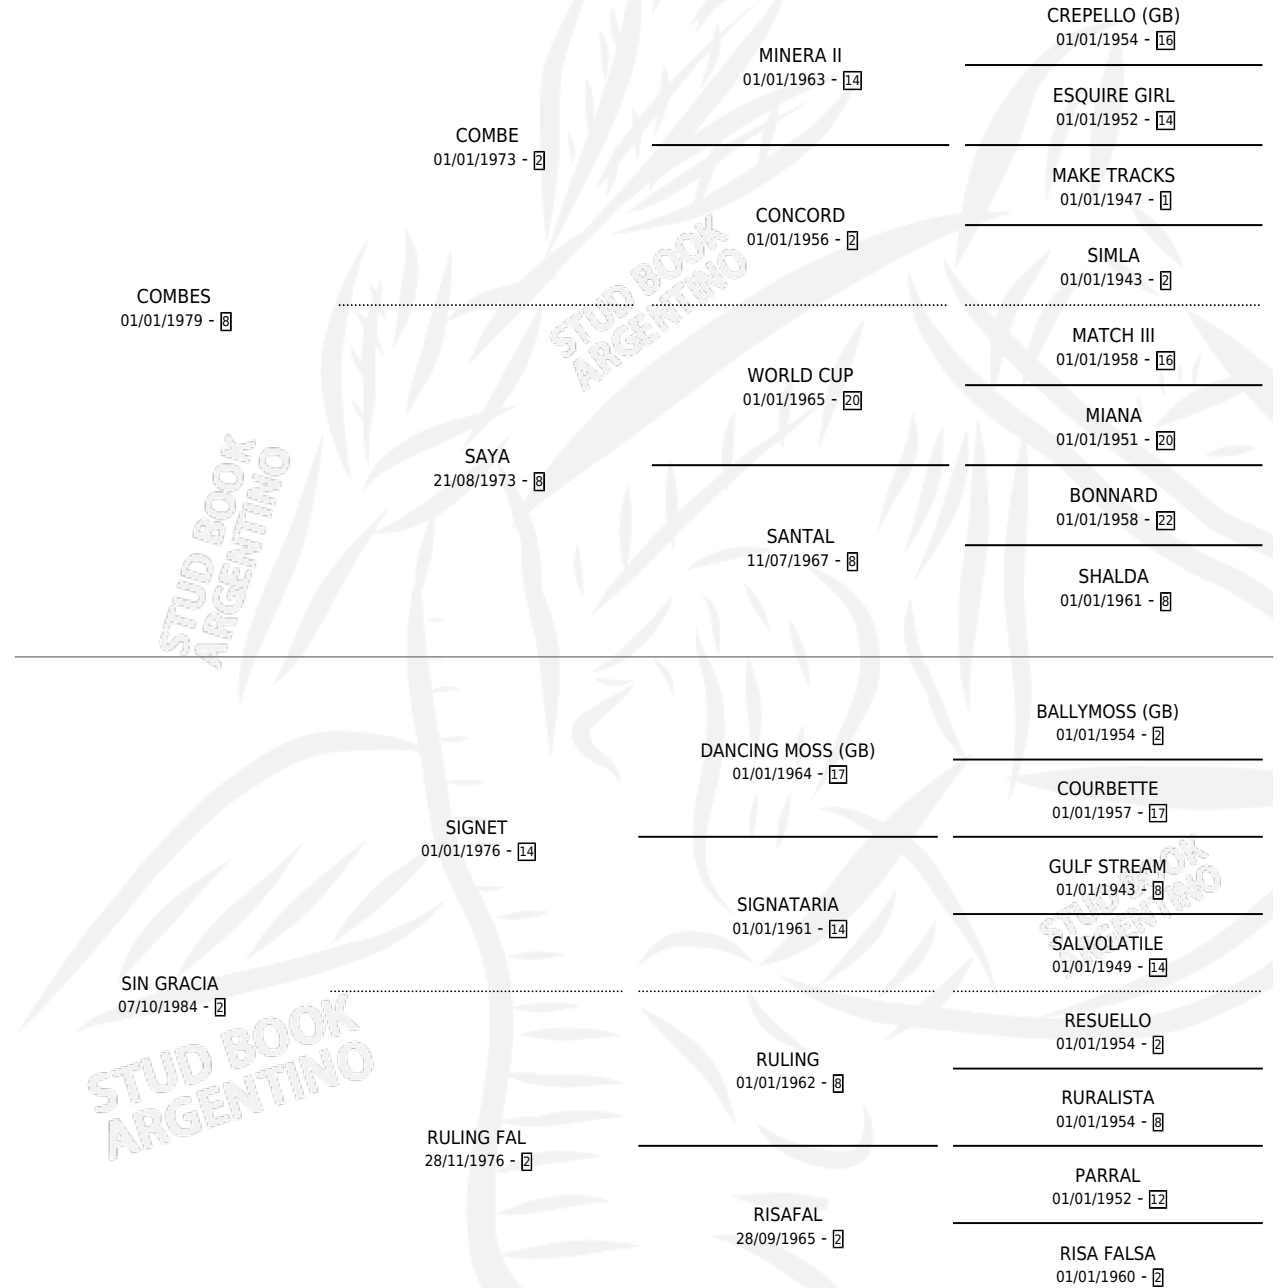 CREPELLO (GB)
01/01/1954 - 16
MINERA II
01/01/1963 - 14
ESQUIRE GIRL
01/01/1952 - 14
COMBE
01/01/1973 - 2
MAKE TRACKS
01/01/1947 - 1
CONCORD
01/01/1956 - 2
SIMLA
01/01/1943 - 2
COMBES
01/01/1979 - 8
MATCH III
01/01/1958 - 16
WORLD CUP
01/01/1965 - 20
MIANA
01/01/1951 - 20
SAYA
21/08/1973 - 8
BONNARD
01/01/1958 - 22
SANTAL
11/07/1967 - 8
SHALDA
01/01/1961 - 8
STUD BOOK
ARGENTINO
STUD BOOK
ARGENTINO
BALLYMOSS (GB)
01/01/1954 - 2
DANCING MOSS (GB)
01/01/1964 - 17
COURBETTE
01/01/1957 - 17
SIGNET
01/01/1976 - 14
GULF STREAM
01/01/1943 - 8
SIGNATARIA
01/01/1961 - 14
SALVOLATILE
01/01/1949 - 14
SIN GRACIA
07/10/1984 - 2
RESUELLO
01/01/1954 - 2
RULING
01/01/1962 - 8
RURALISTA
01/01/1954 - 8
RULING FAL
28/11/1976 - 2
PARRAL
01/01/1952 - 12
RISAFAL
28/09/1965 - 2
RISA FALSA
01/01/1960 - 2
STUD BOOK
ARGENTINO
STUD BOOK
ARGENTINO